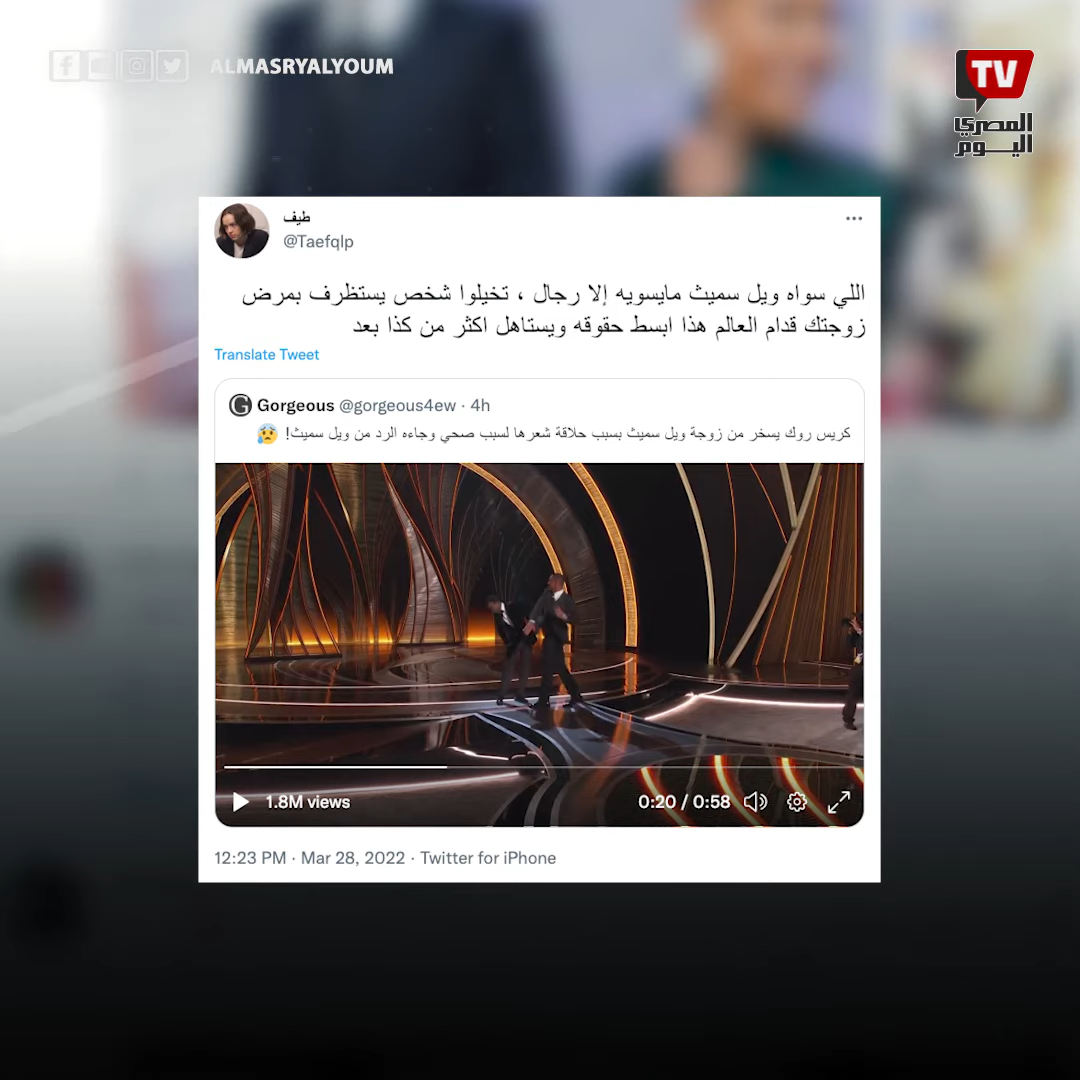 ALMASRYALYOUM
TV
المصري
اليوم
طيف
@Taefqlp
اللي سواه ويل سميث مايسويه إلا رجال ، تخيلوا شخص يستظرف بمرض
زوجتك قدام العالم هذا ابسط حقوقه ويستاهل اكثر من كذا بعد
Translate Tweet
Gorgeous @gorgeous4ew · 4h
كريس روك يسخر من زوجة ويل سميث بسبب حلاقة شعرها لسبب صحي وجاءه الرد من ويل سميث! 😰
1.8M views
0:20 / 0:58
12:23 PM · Mar 28, 2022 · Twitter for iPhone